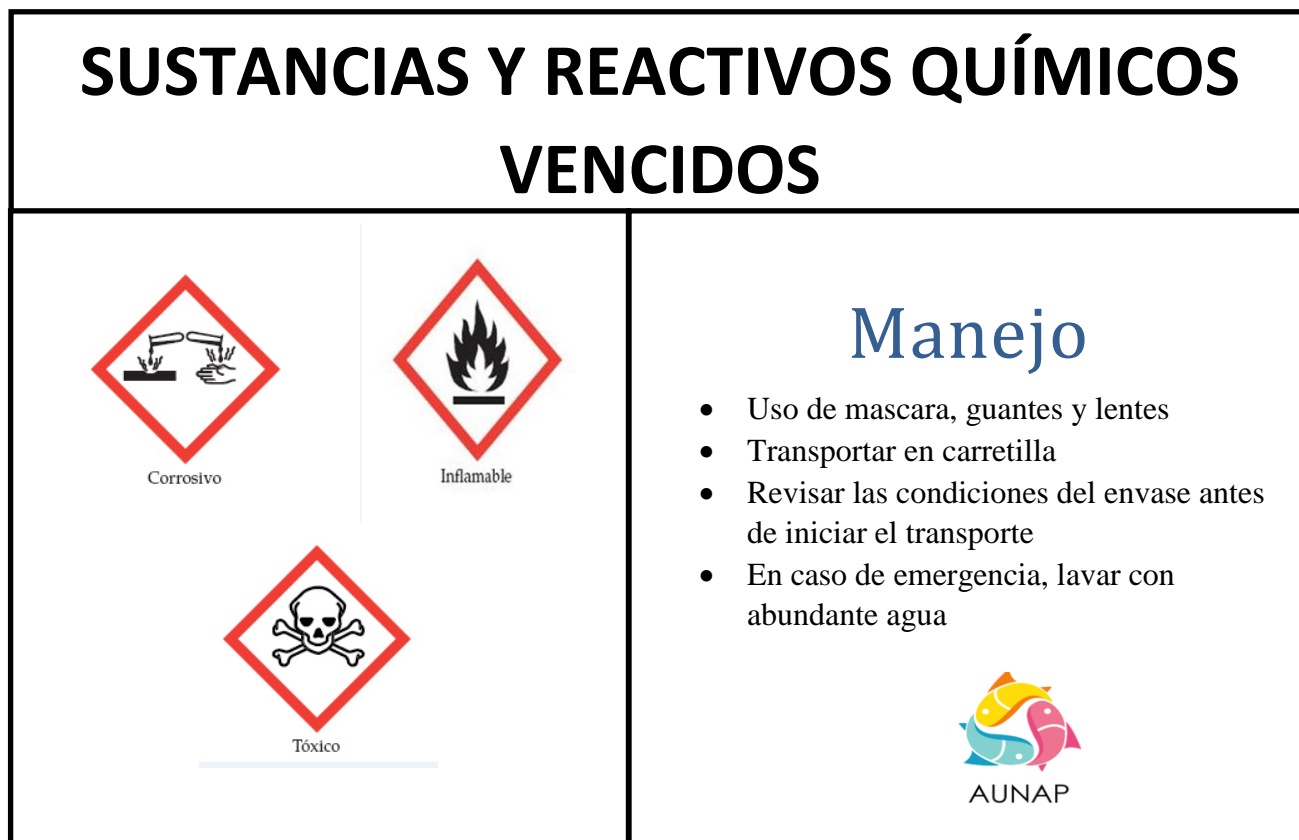 SUSTANCIAS Y REACTIVOS QUÍMICOS
VENCIDOS
Corrosivo
Inflamable
Tóxico
Manejo
• Uso de mascara, guantes y lentes
• Transportar en carretilla
• Revisar las condiciones del envase antes
de iniciar el transporte
• En caso de emergencia, lavar con
abundante agua
AUNAP